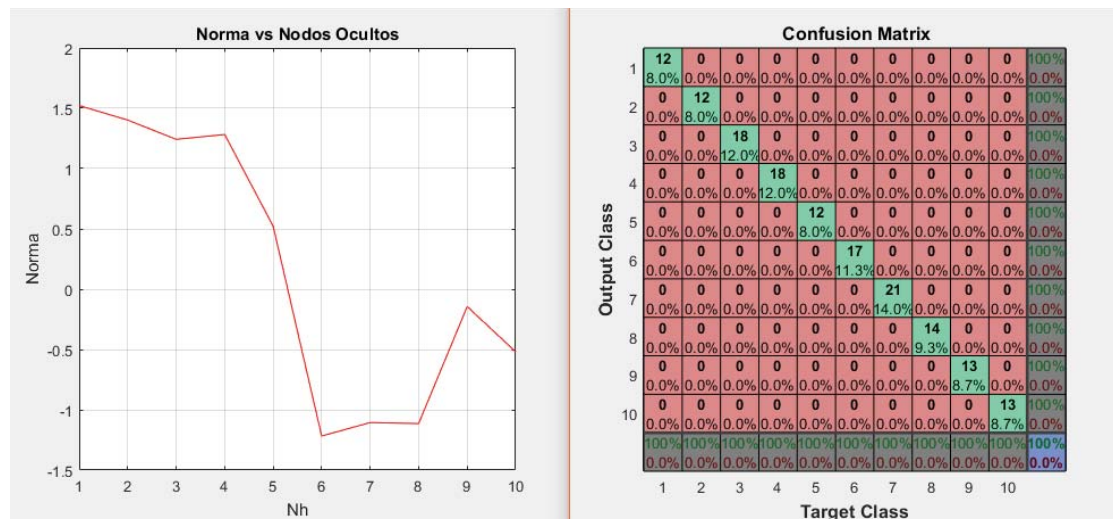 Norma vs Nodos Ocultos
2
1.5
1
0.5
0
-0.5
-1
-1.5
Norma
1 2 3 4 5 6 7 8 9 10
Nh
Confusion Matrix
Output Class
1 12 0 0 0 0 0 0 0 0 0 100%
8.0% 0.0% 0.0% 0.0% 0.0% 0.0% 0.0% 0.0% 0.0% 0.0% 0.0%
2 0 12 0 0 0 0 0 0 0 0 100%
0.0% 8.0% 0.0% 0.0% 0.0% 0.0% 0.0% 0.0% 0.0% 0.0% 0.0%
3 0 0 18 0 0 0 0 0 0 0 100%
0.0% 0.0% 12.0% 0.0% 0.0% 0.0% 0.0% 0.0% 0.0% 0.0% 0.0%
4 0 0 0 18 0 0 0 0 0 0 100%
0.0% 0.0% 0.0% 12.0% 0.0% 0.0% 0.0% 0.0% 0.0% 0.0% 0.0%
5 0 0 0 0 12 0 0 0 0 0 100%
0.0% 0.0% 0.0% 0.0% 8.0% 0.0% 0.0% 0.0% 0.0% 0.0% 0.0%
6 0 0 0 0 0 17 0 0 0 0 100%
0.0% 0.0% 0.0% 0.0% 0.0% 11.3% 0.0% 0.0% 0.0% 0.0% 0.0%
7 0 0 0 0 0 0 21 0 0 0 100%
0.0% 0.0% 0.0% 0.0% 0.0% 0.0% 14.0% 0.0% 0.0% 0.0% 0.0%
8 0 0 0 0 0 0 0 14 0 0 100%
0.0% 0.0% 0.0% 0.0% 0.0% 0.0% 0.0% 9.3% 0.0% 0.0% 0.0%
9 0 0 0 0 0 0 0 0 13 0 100%
0.0% 0.0% 0.0% 0.0% 0.0% 0.0% 0.0% 0.0% 8.7% 0.0% 0.0%
10 0 0 0 0 0 0 0 0 0 13 100%
0.0% 0.0% 0.0% 0.0% 0.0% 0.0% 0.0% 0.0% 0.0% 8.7% 0.0%
100% 100% 100% 100% 100% 100% 100% 100% 100% 100% 100%
0.0% 0.0% 0.0% 0.0% 0.0% 0.0% 0.0% 0.0% 0.0% 0.0% 0.0%
1 2 3 4 5 6 7 8 9 10
Target Class